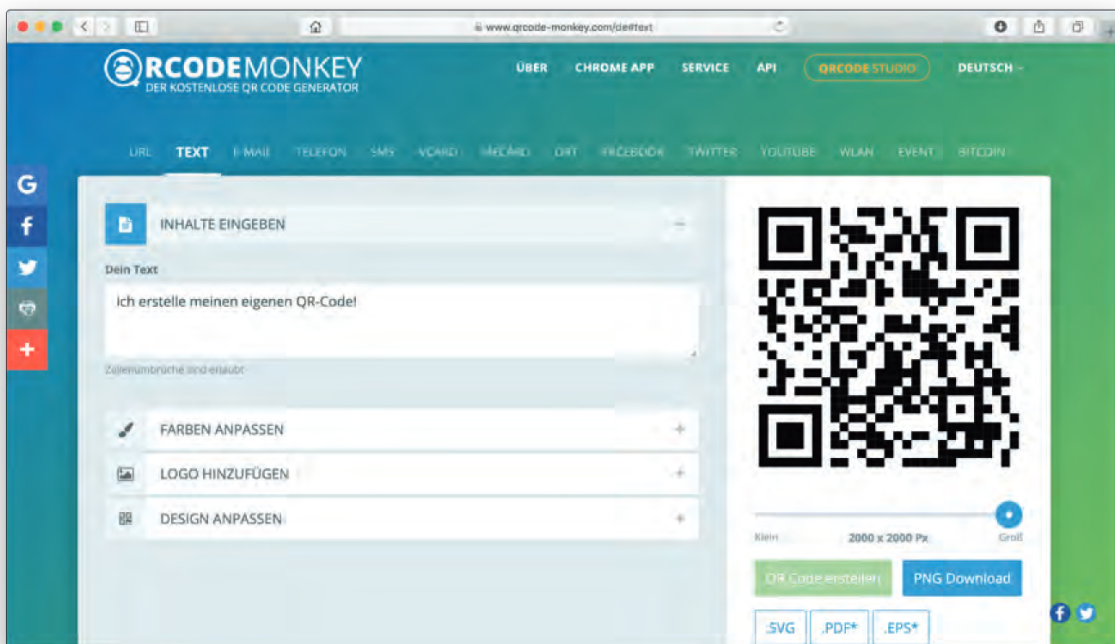 www.qrcode-monkey.com/de#text
QRCODEMONKEY
DER KOSTENLOSE QR CODE GENERATOR
ÜBER CHROME APP SERVICE API QRCODE STUDIO DEUTSCH
URL TEXT E-MAIL TELEFON SMS VCARD MECARD ORT FACEBOOK TWITTER YOUTUBE WLAN EVENT BITCOIN
INHALTE EINGEBEN
Dein Text
Ich erstelle meinen eigenen QR-Code!
Zeilenumbrüche sind erlaubt
FARBEN ANPASSEN
LOGO HINZUFÜGEN
DESIGN ANPASSEN
Klein 2000 x 2000 Px Groß
QR Code erstellen PNG Download
.SVG .PDF* .EPS*